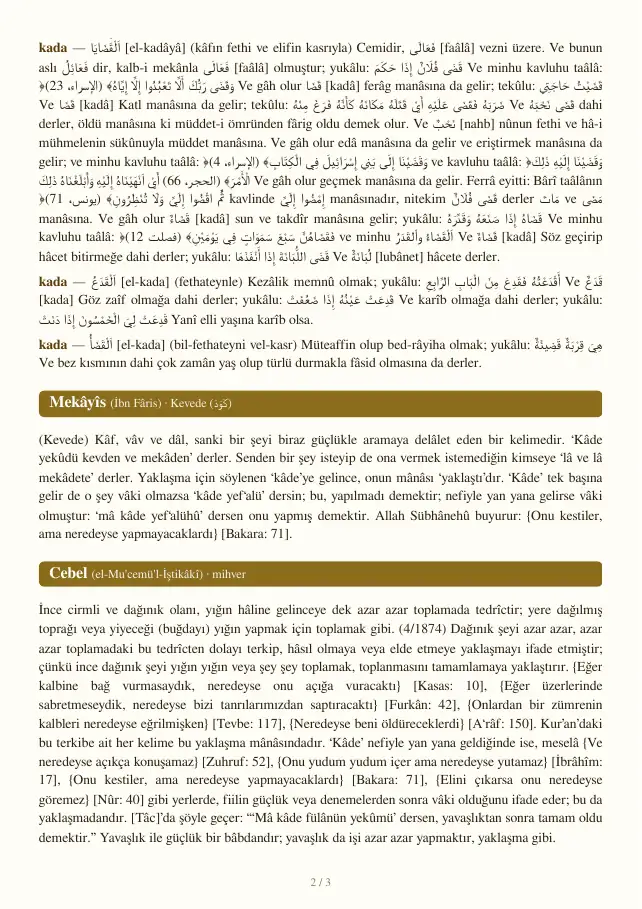 kada — اَلْقَضَايَا [el-kadâyâ] (kâfın fethi ve elifin kasrıyla) Cemidir, فَعَالَى [faâlâ] vezni üzere. Ve bunun
aslı فَعَائِلُ dir, kalb-i mekânla فَعَالَى [faâlâ] olmuştur; yukâlu: قَضَى فُلَانٌ إِذَا حَكَمَ Ve minhu kavluhu taâlâ:
﴿وَقَضَى رَبُّكَ أَلَّا تَعْبُدُوا إِلَّا إِيَّاهُ﴾ (الإسراء، 23) Ve gâh olur قَضَا [kadâ] ferâg manâsına da gelir; tekûlu: قَضَيْتُ حَاجَتِي
Ve قَضَا [kadâ] Katl manâsına da gelir; tekûlu: ضَرَبَهُ فَقَضَى عَلَيْهِ أَيْ قَتَلَهُ مَكَانَهُ كَأَنَّهُ فَرَغَ مِنْهُ Ve قَضَى نَحْبَهُ dahi
derler, öldü manâsına ki müddet-i ömründen fârig oldu demek olur. Ve نَحْبٌ [nahb] nûnun fethi ve hâ-i
mühmelenin sükûnuyla müddet manâsına. Ve gâh olur edâ manâsına da gelir ve eriştirmek manâsına da
gelir; ve minhu kavluhu taâlâ: ﴿وَقَضَيْنَا إِلَى بَنِي إِسْرَائِيلَ فِي الْكِتَابِ﴾ (الإسراء، 4) ve kavluhu taâlâ: ﴿وَقَضَيْنَا إِلَيْهِ ذَلِكَ
الْأَمْرَ﴾ (الحجر، 66) أَيْ أَنْهَيْنَاهُ إِلَيْهِ وَأَبْلَغْنَاهُ ذَلِكَ Ve gâh olur geçmek manâsına da gelir. Ferrâ eyitti: Bârî taâlânın
﴿ثُمَّ اقْضُوا إِلَيَّ وَلَا تُنْظِرُونِ﴾ (يونس، 71) kavlinde اِمْضُوا إِلَيَّ manâsınadır, nitekim قَضَى فُلَانٌ derler مَاتَ ve مَضَى
manâsına. Ve gâh olur قَضَاءٌ [kadâ] sun ve takdîr manâsına gelir; yukâlu: قَضَاهُ إِذَا صَنَعَهُ وَقَدَّرَهُ Ve minhu
kavluhu taâlâ: ﴿فَقَضَاهُنَّ سَبْعَ سَمَوَاتٍ فِي يَوْمَيْنِ﴾ (فصلت 12) ve minhu اَلْقَضَاءُ وَالْقَدَرُ Ve قَضَاءٌ [kadâ] Söz geçirip
hâcet bitirmeğe dahi derler; yukâlu: قَضَى اللُّبَانَةَ إِذَا أَنْفَذَهَا Ve لُبَانَةٌ [lubânet] hâcete derler.
kada — اَلْقَدَعُ [el-kada] (fethateynle) Kezâlik memnû olmak; yukâlu: أَقْدَعْتُهُ فَقَدِعَ مِنَ الْبَابِ الرَّابِعِ Ve قَدَعٌ
[kada] Göz zaîf olmağa dahi derler; yukâlu: قَدِعَتْ عَيْنُهُ إِذَا ضَعُفَتْ Ve karîb olmağa dahi derler; yukâlu:
قَدِعَتْ لِيَ الْخَمْسُونَ إِذَا دَنَتْ Yanî elli yaşına karîb olsa.
kada — اَلْقَضَأُ [el-kada] (bil-fethateyni vel-kasr) Müteaffin olup bed-râyiha olmak; yukâlu: هِيَ قِرْبَةٌ قَضِيئَةٌ
Ve bez kısmının dahi çok zamân yaş olup türlü durmakla fâsid olmasına da derler.
Mekâyîs (İbn Fâris) · Kevede (كَوَدَ)
(Kevede) Kâf, vâv ve dâl, sanki bir şeyi biraz güçlükle aramaya delâlet eden bir kelimedir. ‘Kâde
yekûdü kevden ve mekâden’ derler. Senden bir şey isteyip de ona vermek istemediğin kimseye ‘lâ ve lâ
mekâdete’ derler. Yaklaşma için söylenen ‘kâde’ye gelince, onun mânâsı ‘yaklaştı’dır. ‘Kâde’ tek başına
gelir de o şey vâki olmazsa ‘kâde yef‘alü’ dersin; bu, yapılmadı demektir; nefiyle yan yana gelirse vâki
olmuştur: ‘mâ kâde yef‘alühû’ dersen onu yapmış demektir. Allah Sübhânehû buyurur: {Onu kestiler,
ama neredeyse yapmayacaklardı} [Bakara: 71].
Cebel (el-Mu'cemü'l-İştikâkî) · mihver
İnce cirmli ve dağınık olanı, yığın hâline gelinceye dek azar azar toplamada tedrîctir; yere dağılmış
toprağı veya yiyeceği (buğdayı) yığın yapmak için toplamak gibi. (4/1874) Dağınık şeyi azar azar, azar
azar toplamadaki bu tedrîcten dolayı terkip, hâsıl olmaya veya elde etmeye yaklaşmayı ifade etmiştir;
çünkü ince dağınık şeyi yığın yığın veya şey şey toplamak, toplanmasını tamamlamaya yaklaştırır. {Eğer
kalbine bağ vurmasaydık, neredeyse onu açığa vuracaktı} [Kasas: 10], {Eğer üzerlerinde
sabretmeseydik, neredeyse bizi tanrılarımızdan saptıracaktı} [Furkân: 42], {Onlardan bir zümrenin
kalbleri neredeyse eğrilmişken} [Tevbe: 117], {Neredeyse beni öldüreceklerdi} [A‘râf: 150]. Kur’an’daki
bu terkibe ait her kelime bu yaklaşma mânâsındadır. ‘Kâde’ nefiyle yan yana geldiğinde ise, meselâ {Ve
neredeyse açıkça konuşamaz} [Zuhruf: 52], {Onu yudum yudum içer ama neredeyse yutamaz} [İbrâhîm:
17], {Onu kestiler, ama neredeyse yapmayacaklardı} [Bakara: 71], {Elini çıkarsa onu neredeyse
göremez} [Nûr: 40] gibi yerlerde, fiilin güçlük veya denemelerden sonra vâki olduğunu ifade eder; bu da
yaklaşmadandır. [Tâc]’da şöyle geçer: “‘Mâ kâde fülânün yekûmü’ dersen, yavaşlıktan sonra tamam oldu
demektir.” Yavaşlık ile güçlük bir bâbdandır; yavaşlık da işi azar azar yapmaktır, yaklaşma gibi.
2 / 3